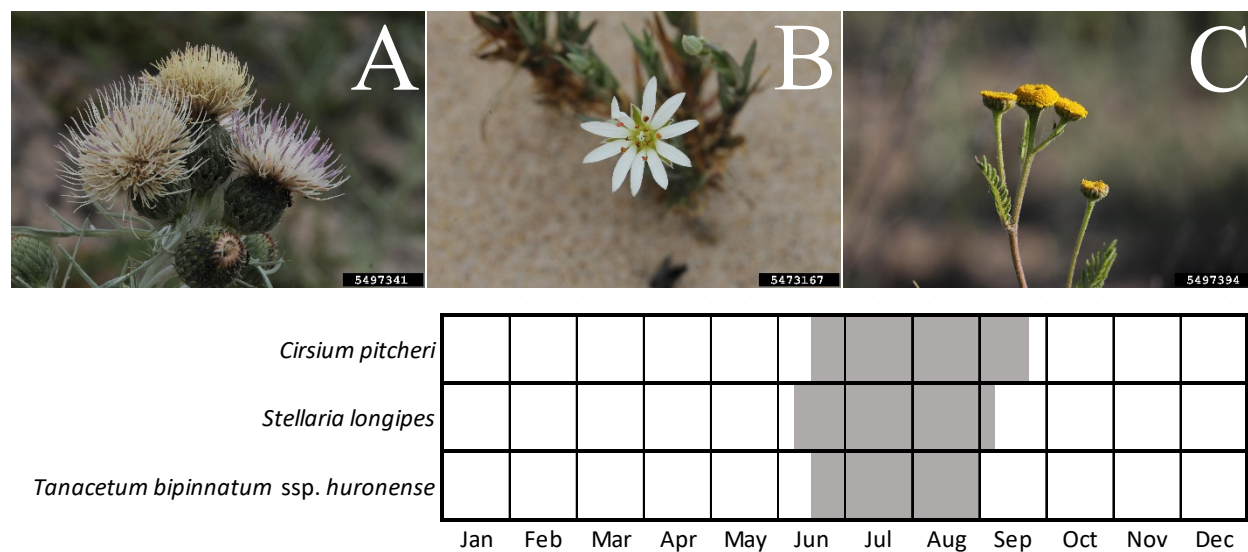 A B C
5497341 5473167 5497394
Cirsium pitcheri
Stellaria longipes
Tanacetum bipinnatum ssp. huronense
Jan Feb Mar Apr May Jun Jul Aug Sep Oct Nov Dec